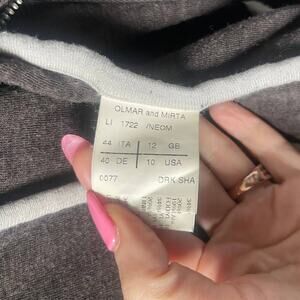 OLMAR and MIRTA
LI 1722 /NEOM
44 ITA 12 GB
40 DE 10 USA
0077 DRK SHA